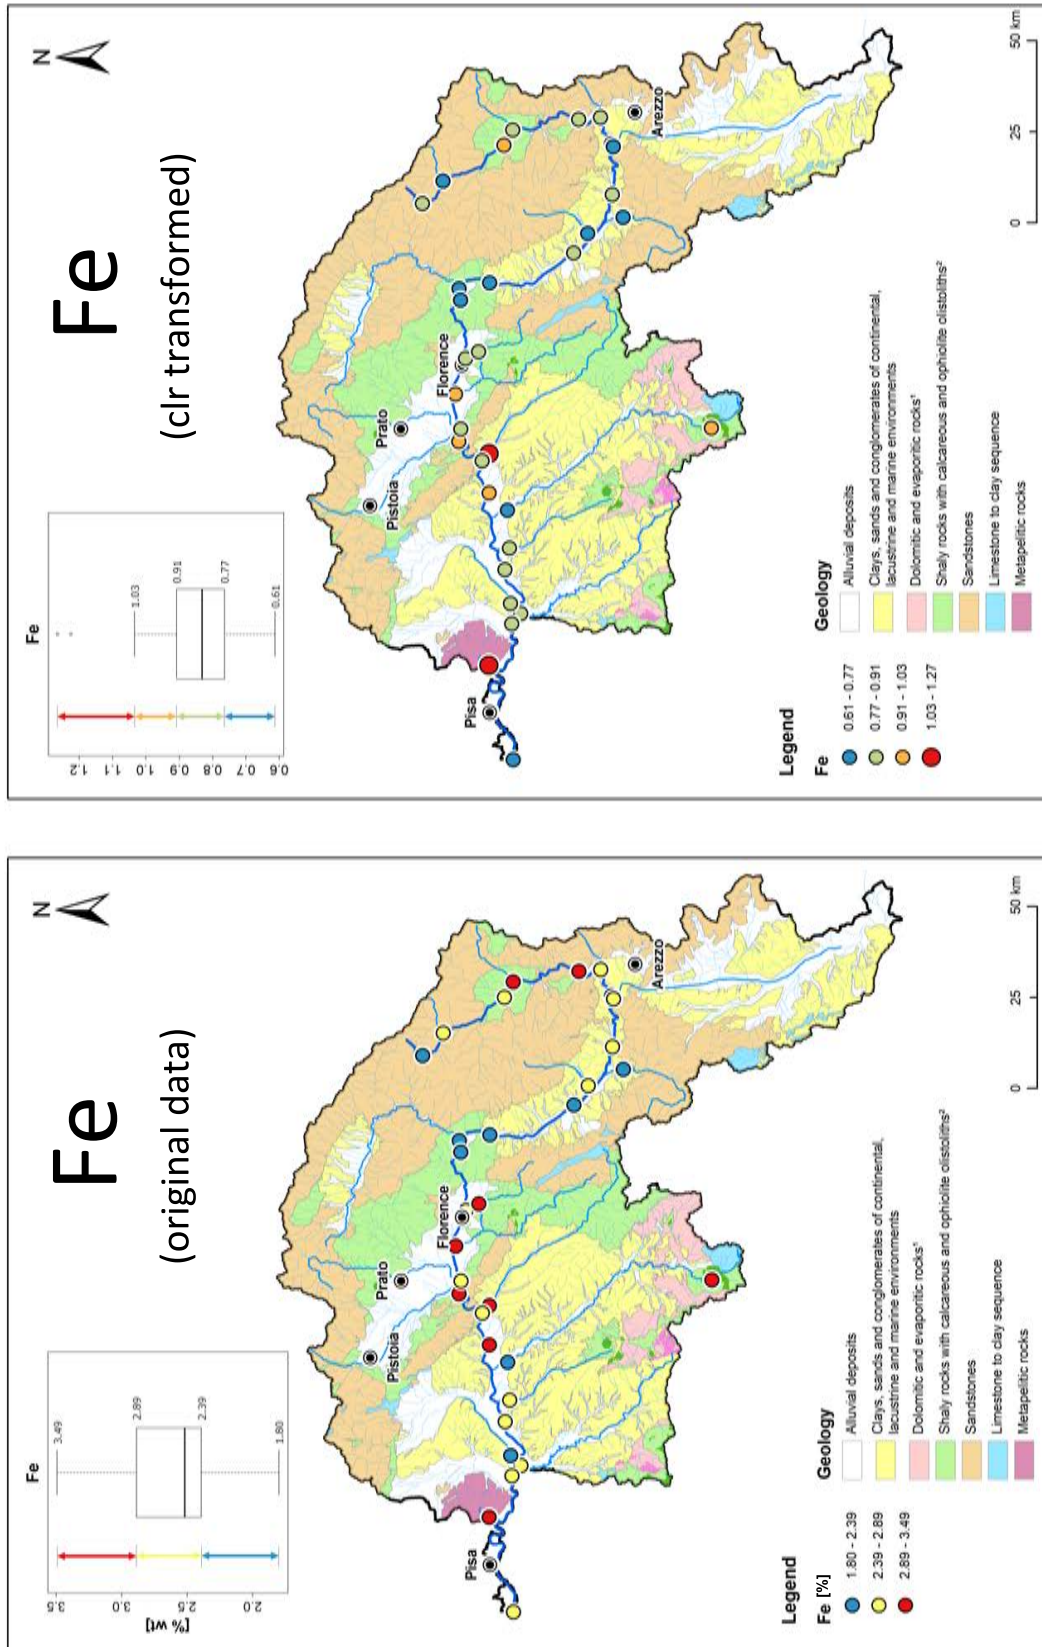 Fe
(original data)
N
Fe
3.49
2.89
2.39
1.80
3.5
3.0
2.5
2.0
[% wt]
Pistoia
Prato
Florence
Pisa
Arezzo
Legend
Fe [%]
1.80 - 2.39
2.39 - 2.89
2.89 - 3.49
Geology
Alluvial deposits
Clays, sands and conglomerates of continental,
lacustrine and marine environments
Dolomitic and evaporitic rocks¹
Shaly rocks with calcareous and ophiolite olistoliths²
Sandstones
Limestone to clay sequence
Metapelitic rocks
0 25 50 km
Fe
(clr transformed)
N
Fe
1.03
0.91
0.77
0.61
1.2
1.1
1.0
0.9
0.8
0.7
0.6
Pistoia
Prato
Florence
Pisa
Arezzo
Legend
Fe
0.61 - 0.77
0.77 - 0.91
0.91 - 1.03
1.03 - 1.27
Geology
Alluvial deposits
Clays, sands and conglomerates of continental,
lacustrine and marine environments
Dolomitic and evaporitic rocks¹
Shaly rocks with calcareous and ophiolite olistoliths²
Sandstones
Limestone to clay sequence
Metapelitic rocks
0 25 50 km